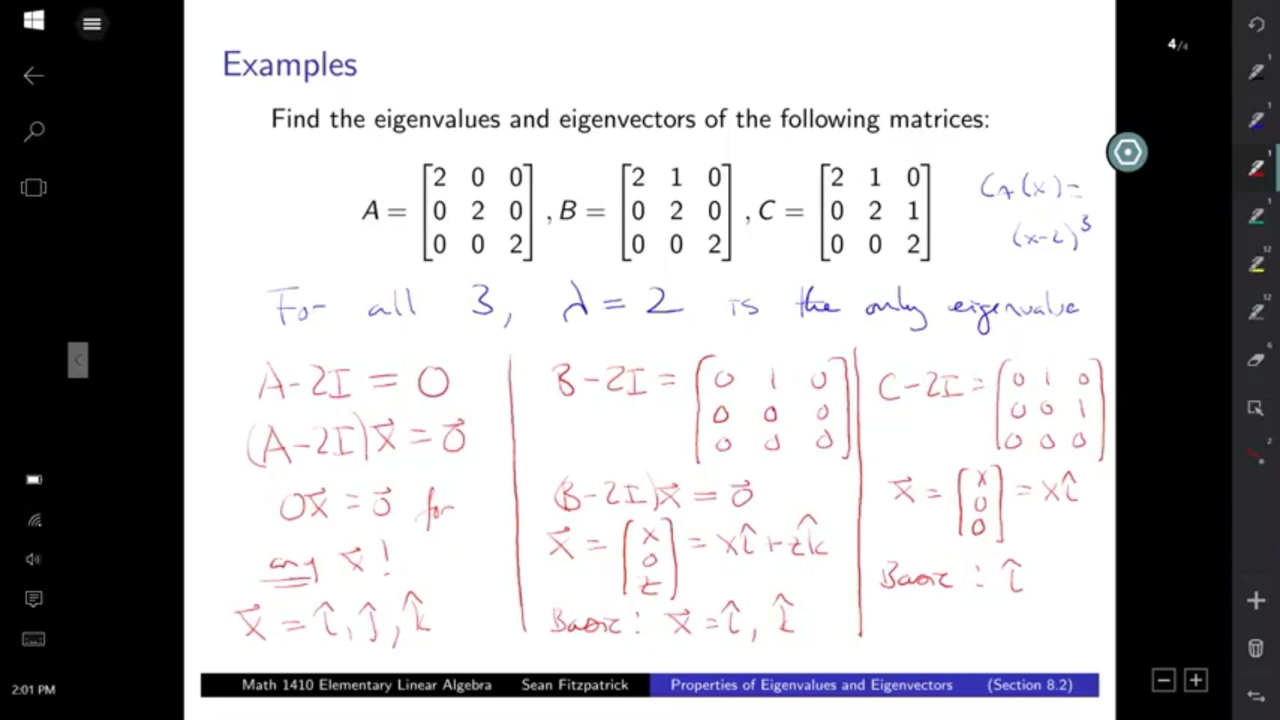 4/4
Examples
Find the eigenvalues and eigenvectors of the following matrices:
A = [2 0 0; 0 2 0; 0 0 2], B = [2 1 0; 0 2 0; 0 0 2], C = [2 1 0; 0 2 1; 0 0 2]
C_A(x) =
(x-2)^3
For all 3, λ = 2 is the only eigenvalue
A-2I = 0
(A-2I)x⃗ = 0⃗
0x⃗ = 0⃗ for
any x⃗!
x⃗ = î, ĵ, k̂
B-2I = [0 1 0; 0 0 0; 0 0 0]
(B-2I)x⃗ = 0⃗
x⃗ = [x; 0; z] = xî + zk̂
Basic: x⃗ = î, k̂
C-2I = [0 1 0; 0 0 1; 0 0 0]
x⃗ = [x; 0; 0] = xî
Basic: î
Math 1410 Elementary Linear Algebra Sean Fitzpatrick Properties of Eigenvalues and Eigenvectors (Section 8.2)
2:01 PM